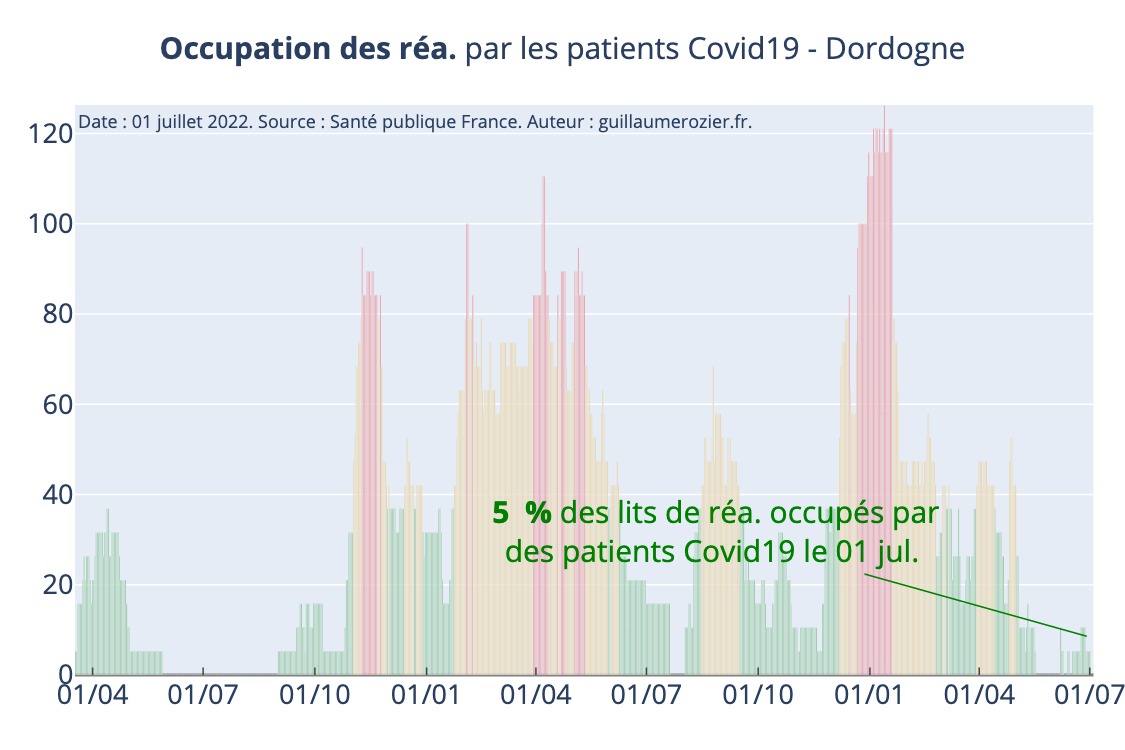 Occupation des réa. par les patients Covid19 - Dordogne
Date : 01 juillet 2022. Source : Santé publique France. Auteur : guillaumerozier.fr.
120
100
80
60
40
20
0
5 % des lits de réa. occupés par
des patients Covid19 le 01 jul.
01/04 01/07 01/10 01/01 01/04 01/07 01/10 01/01 01/04 01/07